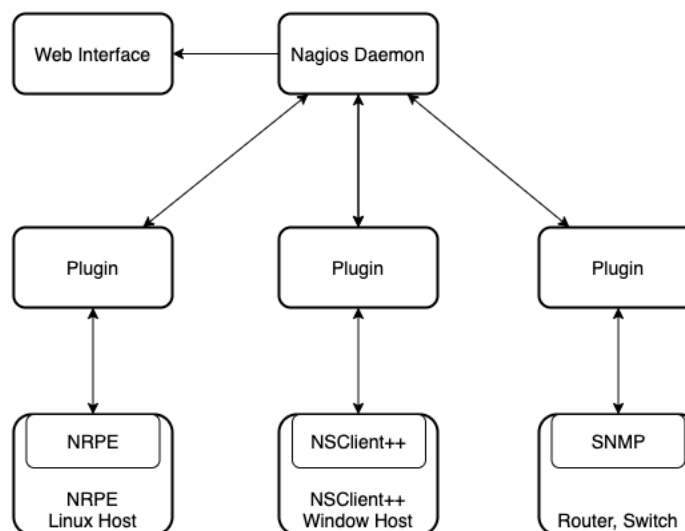 Web Interface
Nagios Daemon
Plugin
Plugin
Plugin
NRPE
NSClient++
SNMP
NRPE
Linux Host
NSClient++
Window Host
Router, Switch